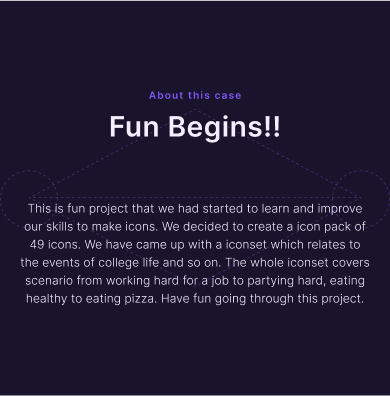 About this case
Fun Begins!!
This is fun project that we had started to learn and improve
our skills to make icons. We decided to create a icon pack of
49 icons. We have came up with a iconset which relates to
the events of college life and so on. The whole iconset covers
scenario from working hard for a job to partying hard, eating
healthy to eating pizza. Have fun going through this project.